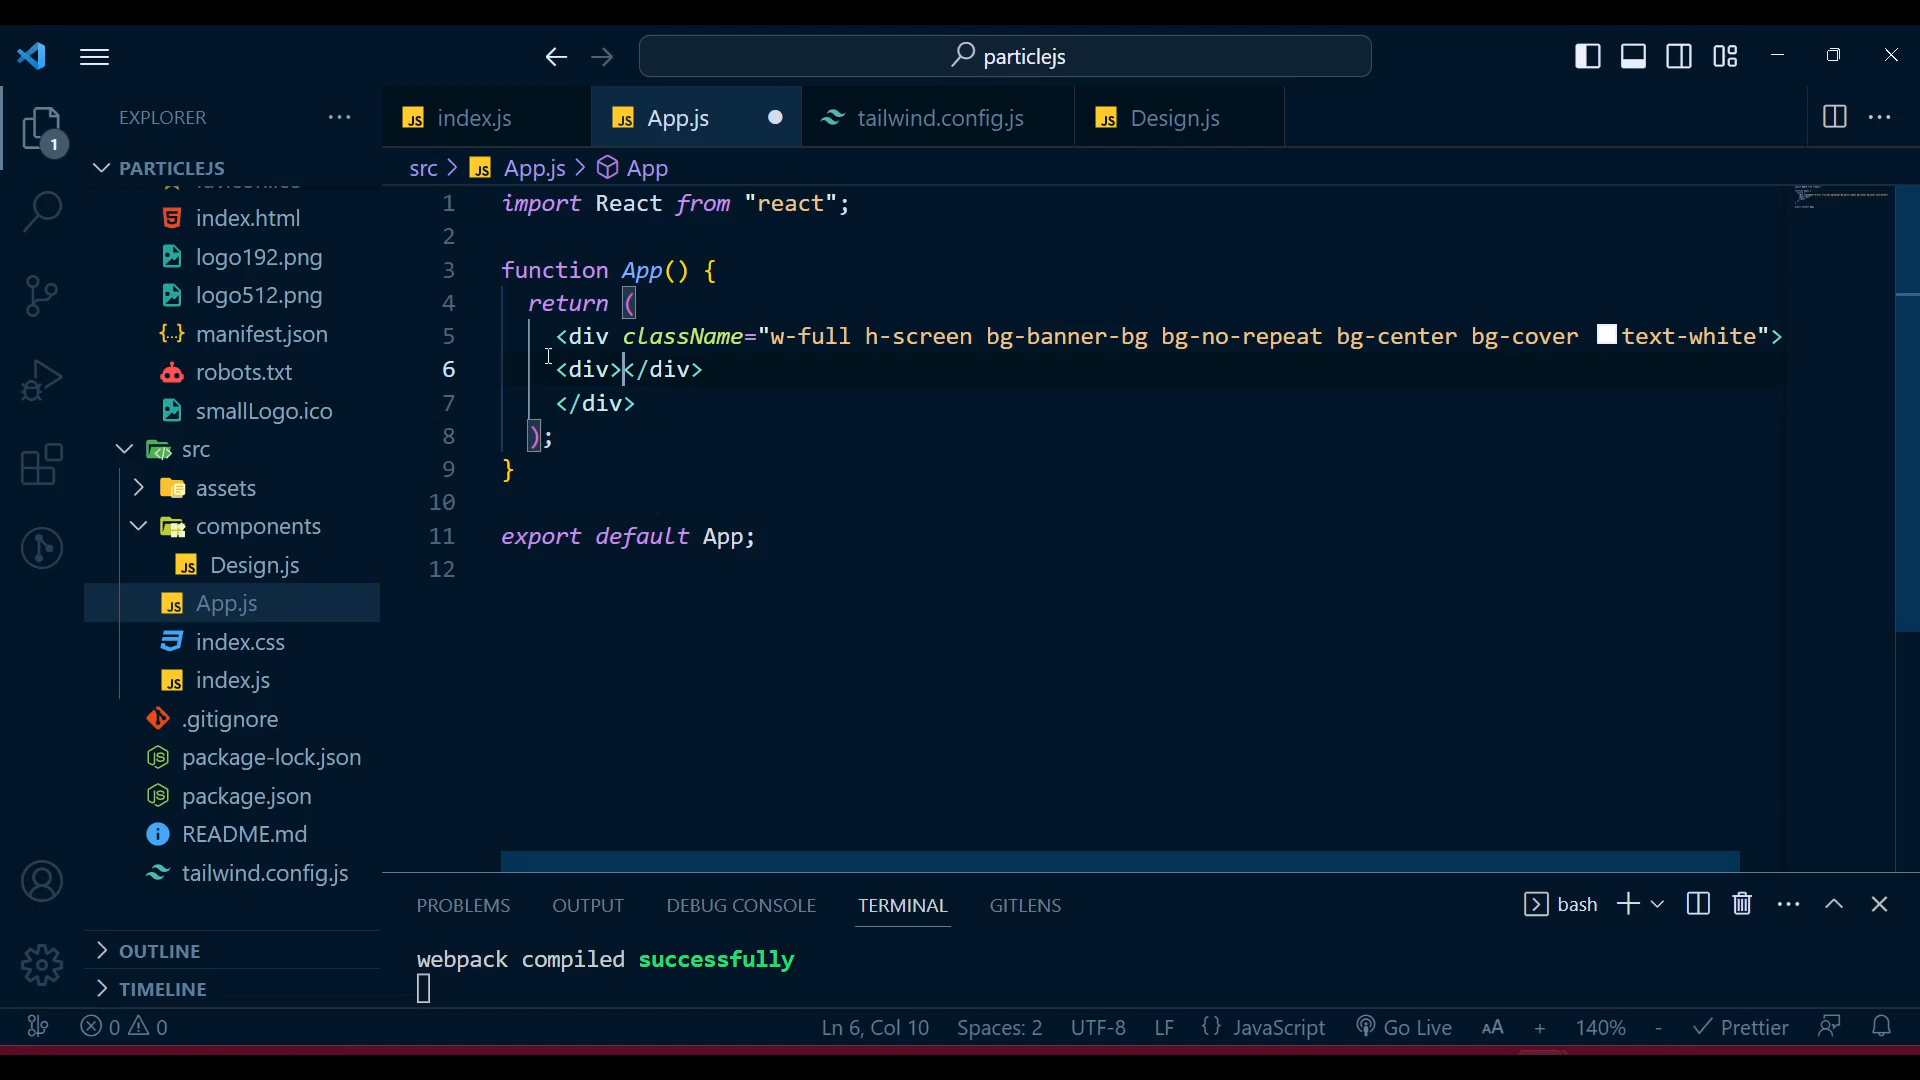 particlejs
EXPLORER
index.js
App.js
tailwind.config.js
Design.js
1
PARTICLEJS
src > App.js > App
index.html
logo192.png
logo512.png
manifest.json
robots.txt
smallLogo.ico
src
assets
components
Design.js
App.js
index.css
index.js
.gitignore
package-lock.json
package.json
README.md
tailwind.config.js
OUTLINE
TIMELINE
1 import React from "react";
2
3 function App() {
4 return (
5 <div className="w-full h-screen bg-banner-bg bg-no-repeat bg-center bg-cover text-white">
6 <div></div>
7 </div>
8 );
9 }
10
11 export default App;
12
PROBLEMS OUTPUT DEBUG CONSOLE TERMINAL GITLENS
bash
webpack compiled successfully
0 0
Ln 6, Col 10 Spaces: 2 UTF-8 LF {} JavaScript Go Live AA + 140% - Prettier